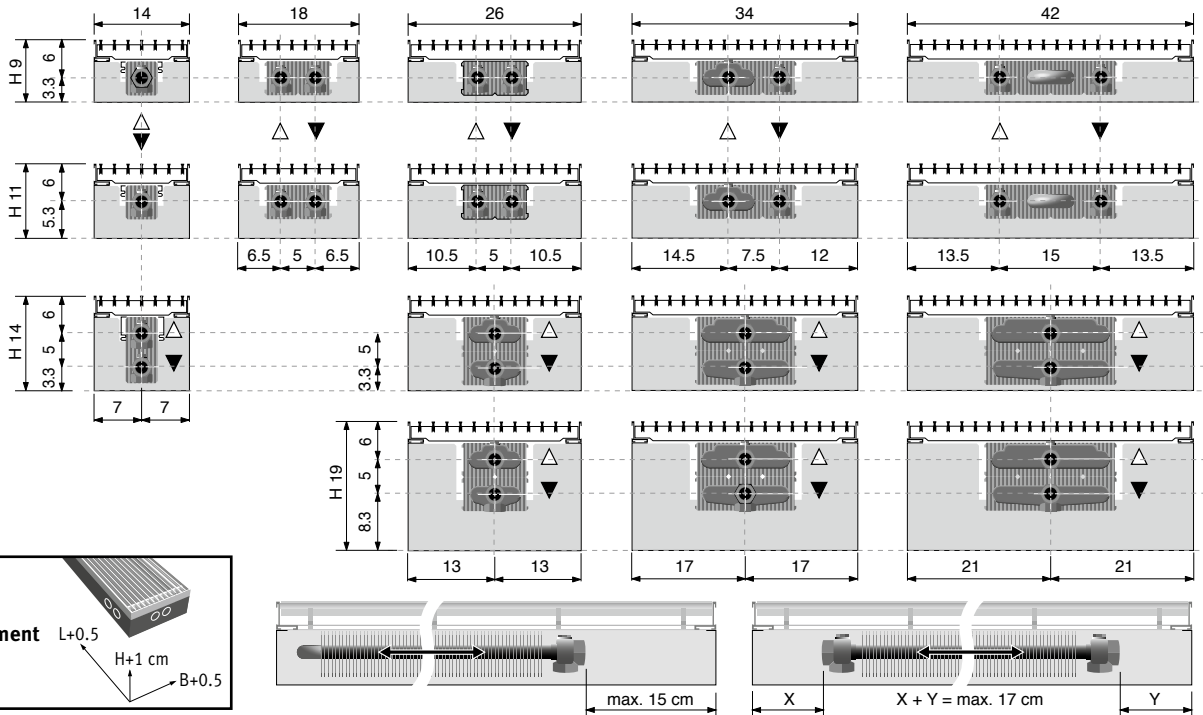 14 18 26 34 42
H 9 6 3.3
H 11 6 5.3
6.5 5 6.5 10.5 5 10.5 14.5 7.5 12 13.5 15 13.5
H 14 6 5 3.3
5 3.3
7 7
H 19 6 5 8.3
13 13 17 17 21 21
ment
L+0.5
H+1 cm
B+0.5
max. 15 cm
X X + Y = max. 17 cm Y